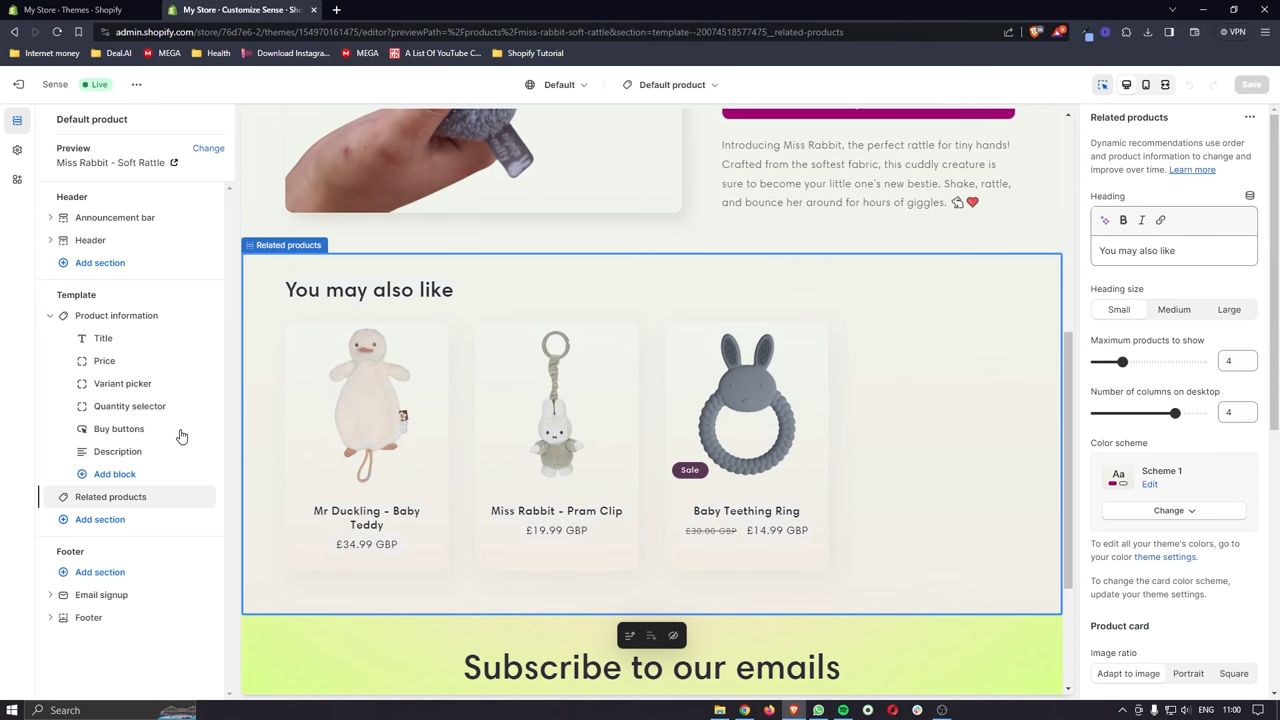 My Store - Themes · Shopify
My Store - Customize Sense · Sho
admin.shopify.com/store/76d7e6-2/themes/154970161475/editor?previewPath=%2Fproducts%2Fmiss-rabbit-soft-rattle&section=template--20074518577475__related-products
VPN
Internet money
Deal.AI
MEGA
Health
Download Instagra...
MEGA
A List Of YouTube C...
Shopify Tutorial
Sense
Live
Default
Default product
Save
Default product
Preview
Change
Miss Rabbit - Soft Rattle
Header
Announcement bar
Header
Add section
Template
Product information
Title
Price
Variant picker
Quantity selector
Buy buttons
Description
Add block
Related products
Add section
Footer
Add section
Email signup
Footer
Introducing Miss Rabbit, the perfect rattle for tiny hands!
Crafted from the softest fabric, this cuddly creature is
sure to become your little one's new bestie. Shake, rattle,
and bounce her around for hours of giggles. 🐇❤️
Related products
You may also like
Mr Duckling - Baby
Teddy
£34.99 GBP
Miss Rabbit - Pram Clip
£19.99 GBP
Sale
Baby Teething Ring
£30.00 GBP £14.99 GBP
Subscribe to our emails
Related products
Dynamic recommendations use order
and product information to change and
improve over time. Learn more
Heading
B I
You may also like
Heading size
Small Medium Large
Maximum products to show
4
Number of columns on desktop
4
Color scheme
Aa
Scheme 1
Edit
Change
To edit all your theme's colors, go to
your color theme settings.
To change the card color scheme,
update your theme settings.
Product card
Image ratio
Adapt to image Portrait Square
Search
ENG
11:00